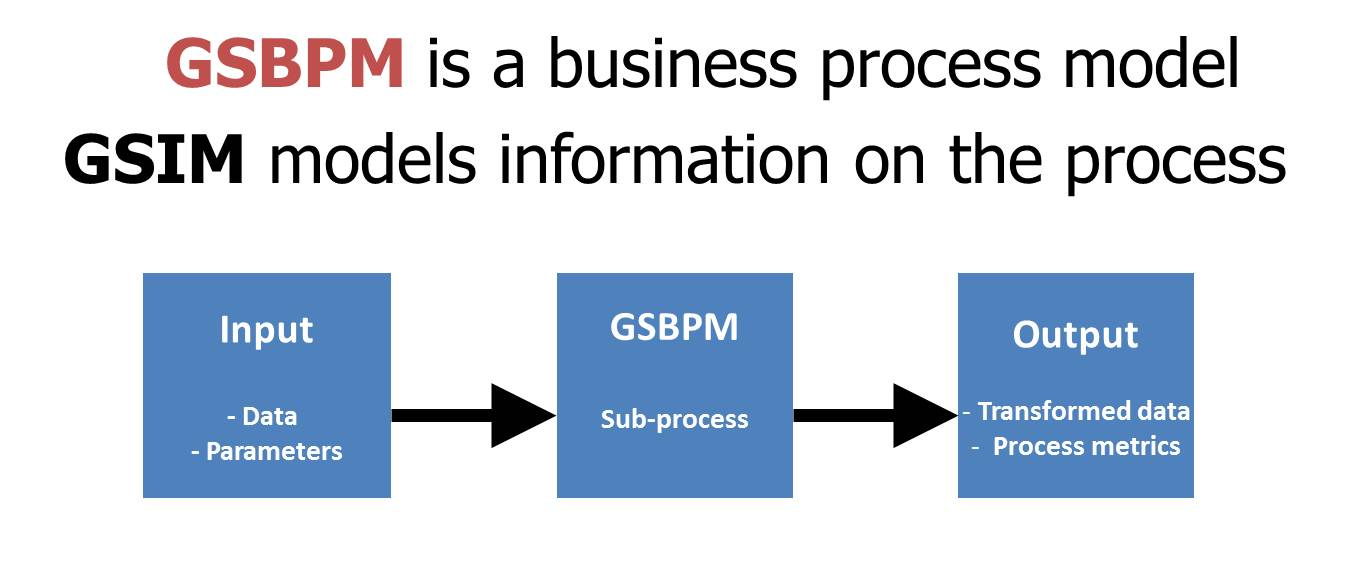 GSBPM is a business process model
GSIM models information on the process
Input
- Data
- Parameters
GSBPM
Sub-process
Output
- Transformed data
- Process metrics